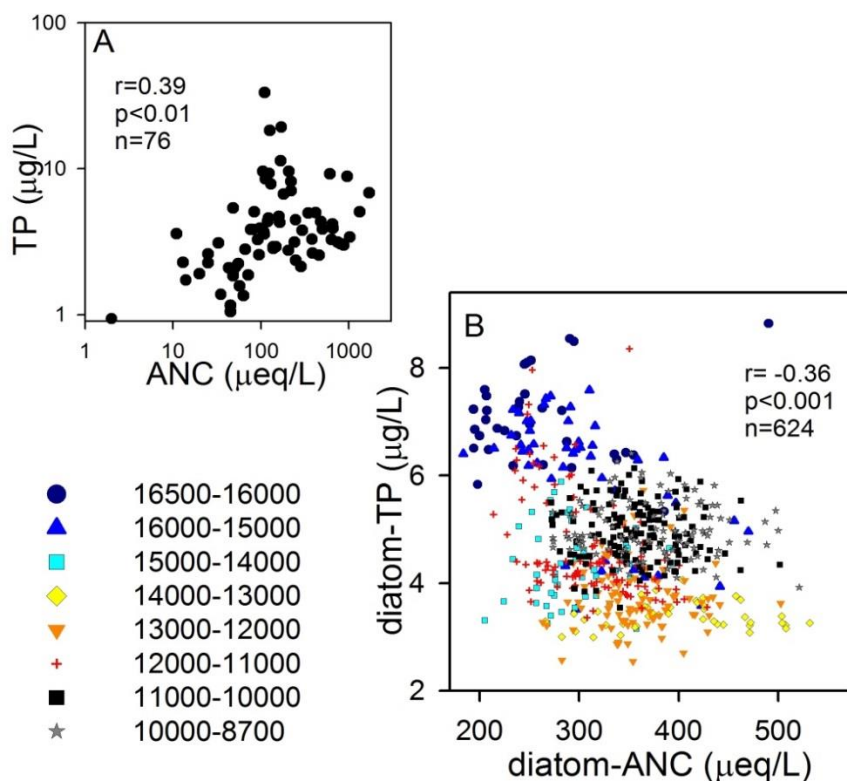 100
A
r=0.39
p<0.01
n=76
TP (μg/L)
10
1
1 10 100 1000
ANC (μeq/L)
B
8
r= -0.36
p<0.001
n=624
diatom-TP (μg/L)
6
4
2
200 300 400 500
diatom-ANC (μeq/L)
16500-16000
16000-15000
15000-14000
14000-13000
13000-12000
12000-11000
11000-10000
10000-8700